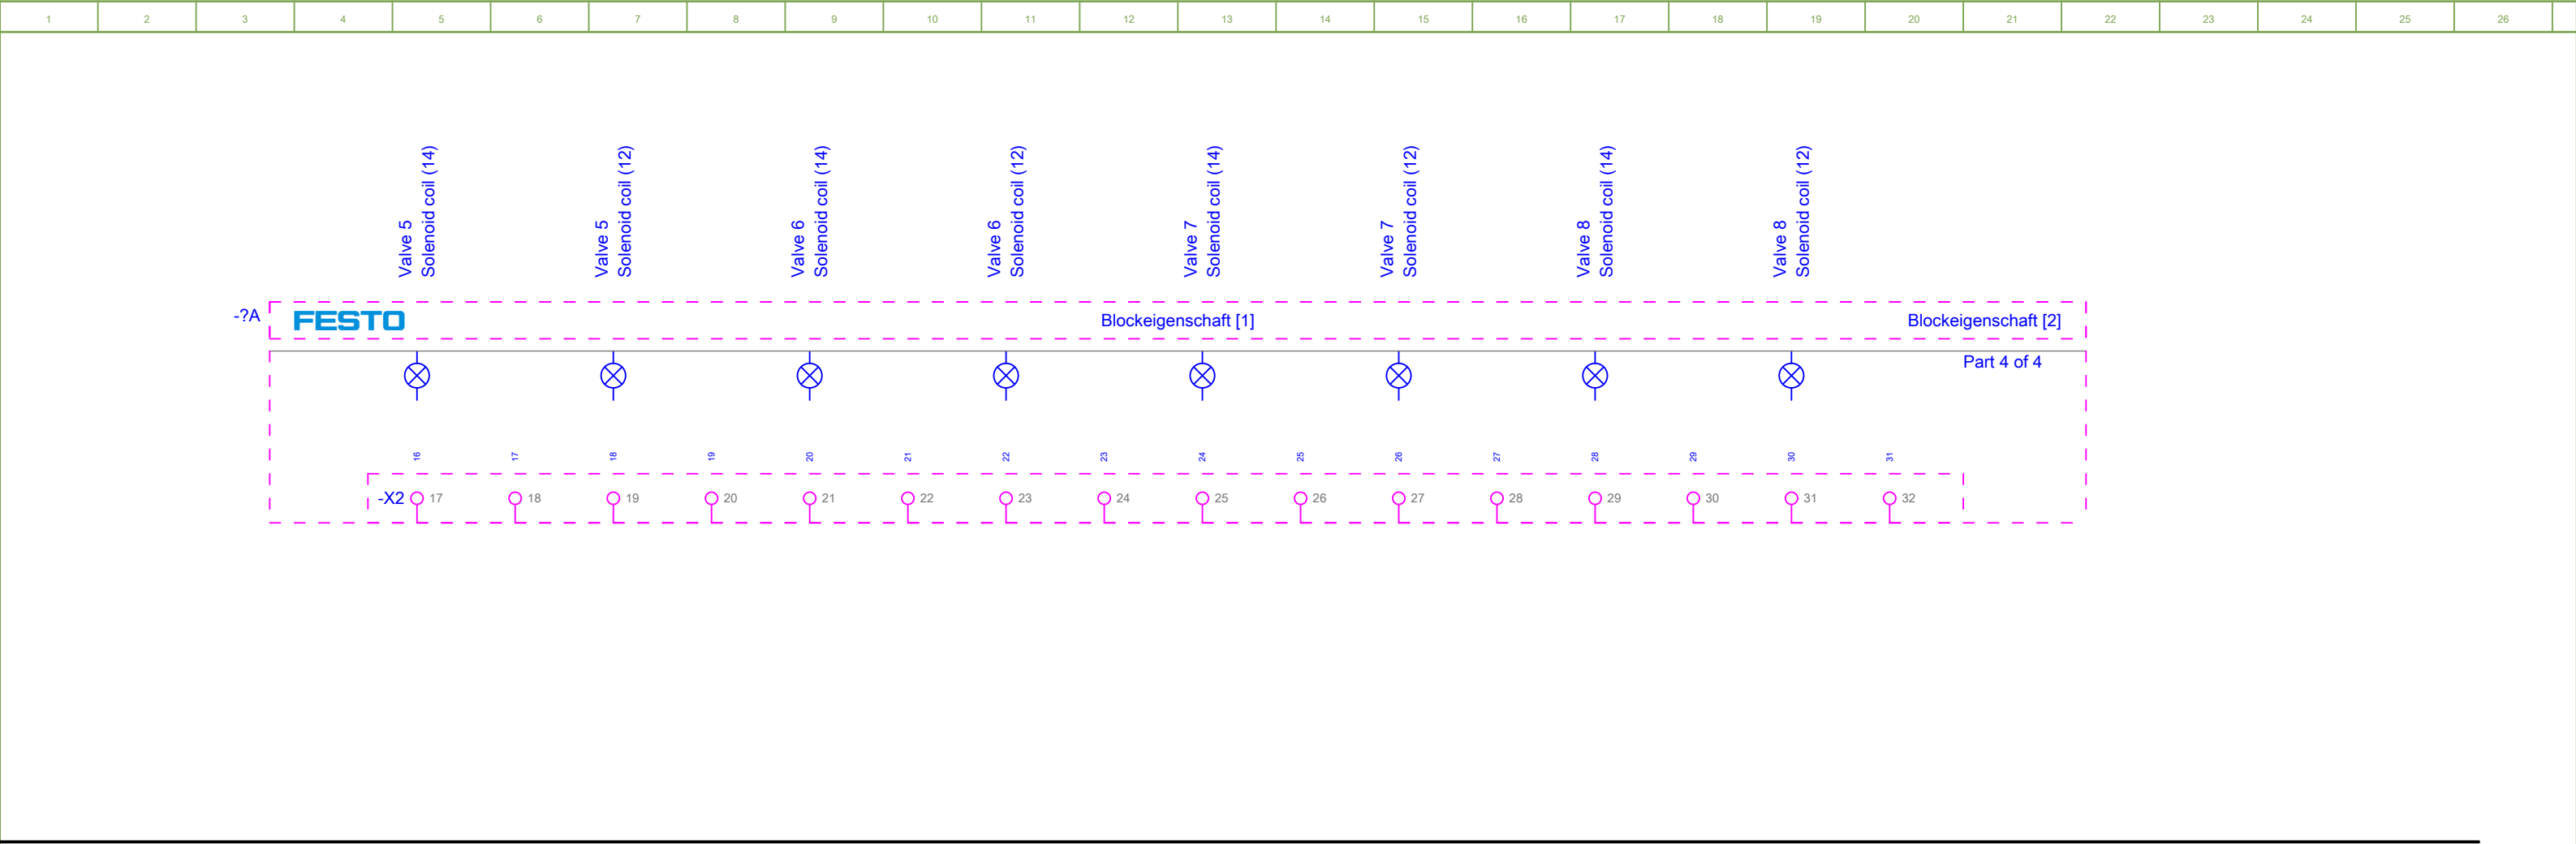 1 2 3 4 5 6 7 8 9 10 11 12 13 14 15 16 17 18 19 20 21 22 23 24 25 26
Valve 5
Solenoid coil (14)
Valve 5
Solenoid coil (12)
Valve 6
Solenoid coil (14)
Valve 6
Solenoid coil (12)
Valve 7
Solenoid coil (14)
Valve 7
Solenoid coil (12)
Valve 8
Solenoid coil (14)
Valve 8
Solenoid coil (12)
-?A FESTO Blockeigenschaft [1] Blockeigenschaft [2]
Part 4 of 4
16 17 18 19 20 21 22 23 24 25 26 27 28 29 30 31
-X2 17 18 19 20 21 22 23 24 25 26 27 28 29 30 31 32